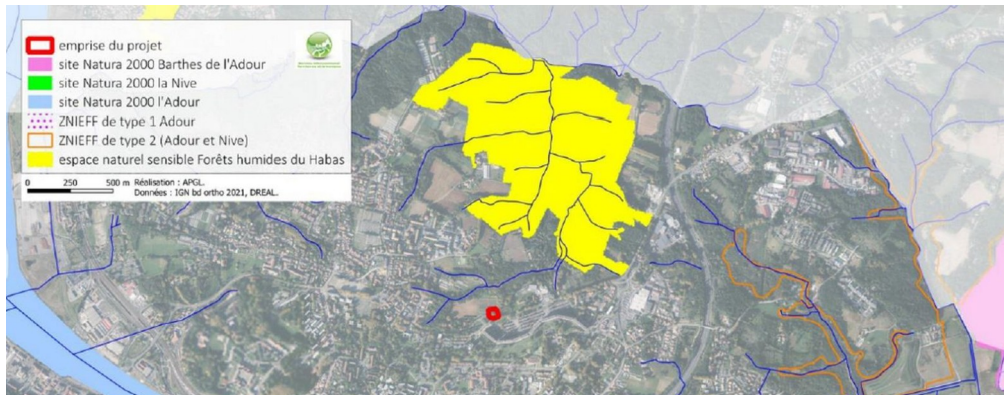 emprise du projet
site Natura 2000 Barthes de l'Adour
site Natura 2000 la Nive
site Natura 2000 l'Adour
ZNIEFF de type 1 Adour
ZNIEFF de type 2 (Adour et Nive)
espace naturel sensible Forêts humides du Habas
0 250 500 m
Réalisation : APGL.
Données : IGN bd ortho 2021, DREAL.